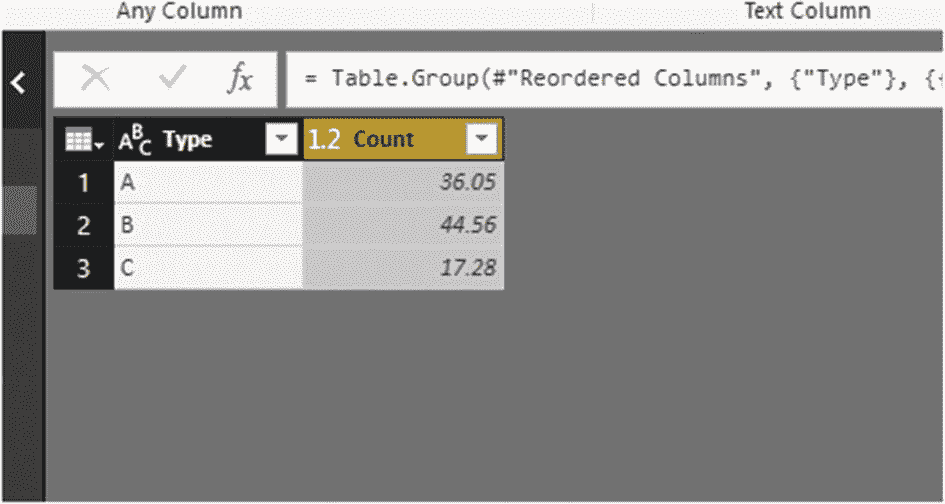 Any Column Text Column
fx = Table.Group(#"Reordered Columns", {"Type"}, {
ABC Type 1.2 Count
1 A 36.05
2 B 44.56
3 C 17.28